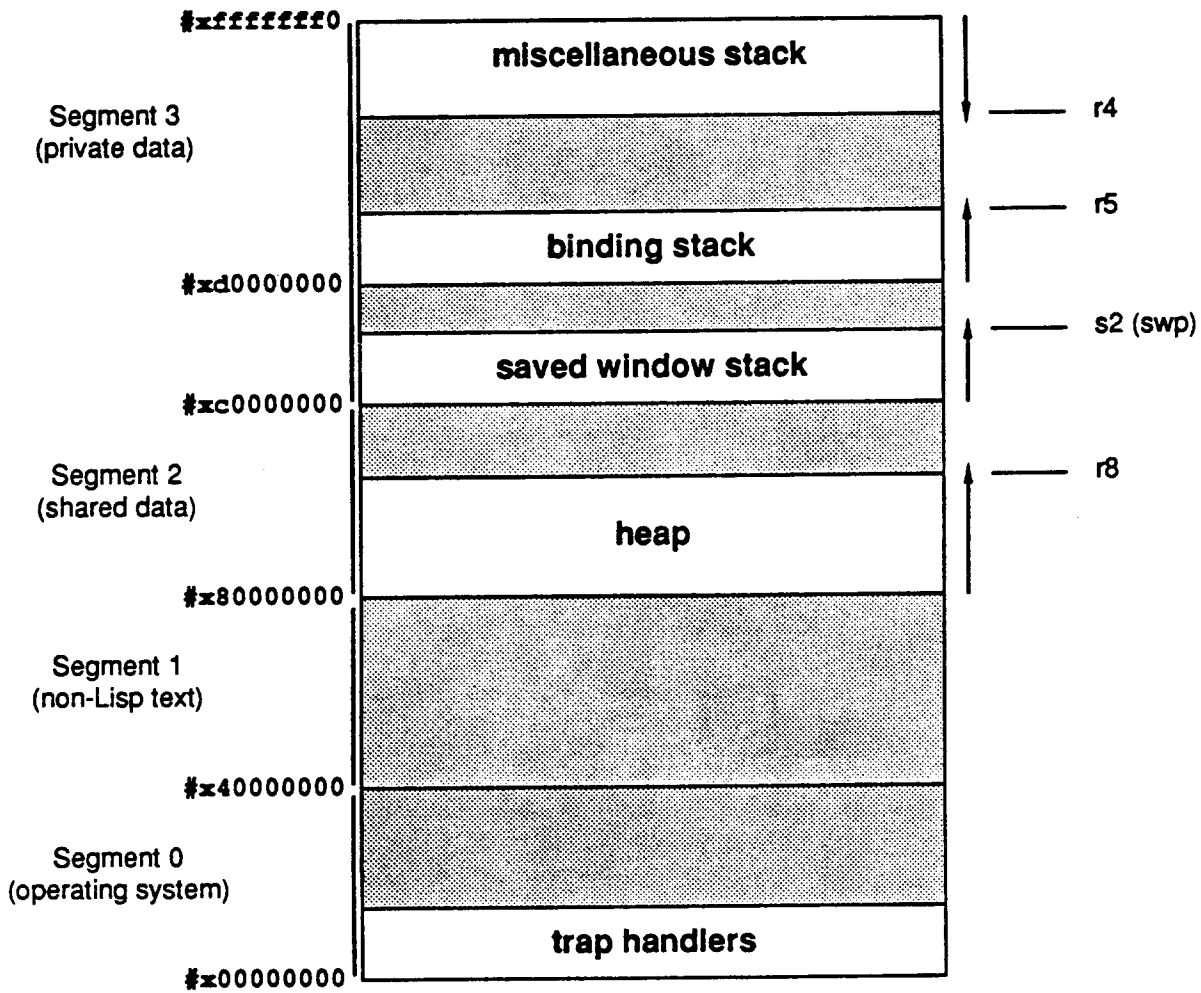 #xfffffff0
miscellaneous stack
Segment 3
(private data)
r4
r5
binding stack
#xd0000000
s2 (swp)
saved window stack
#xc0000000
Segment 2
(shared data)
r8
heap
#x80000000
Segment 1
(non-Lisp text)
#x40000000
Segment 0
(operating system)
trap handlers
#x00000000